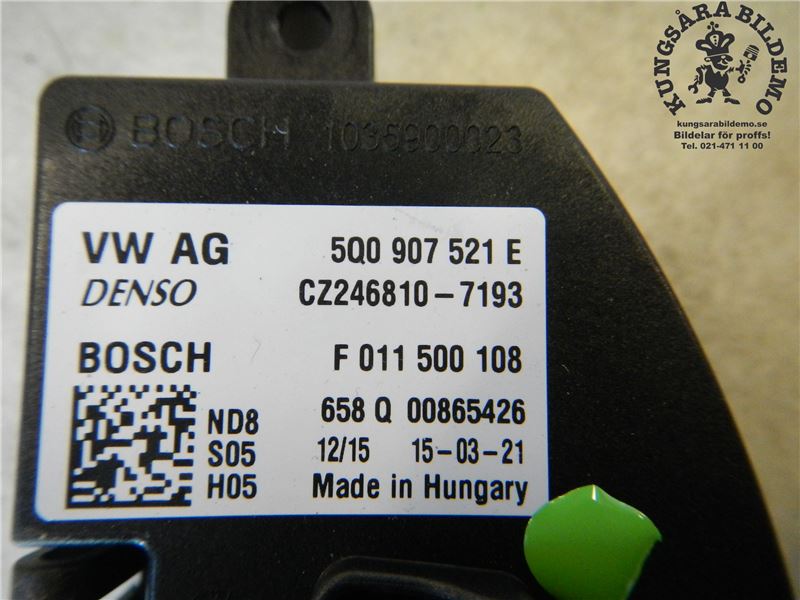 KUNGSÅRA BILDEMO
kungsarabildemo.se
Bildelar för proffs!
Tel. 021-471 11 00
BOSCH 1035900023
VW AG 5Q0 907 521 E
DENSO CZ246810-7193
BOSCH F 011 500 108
658 Q 00865426
ND8
S05 12/15 15-03-21
H05 Made in Hungary